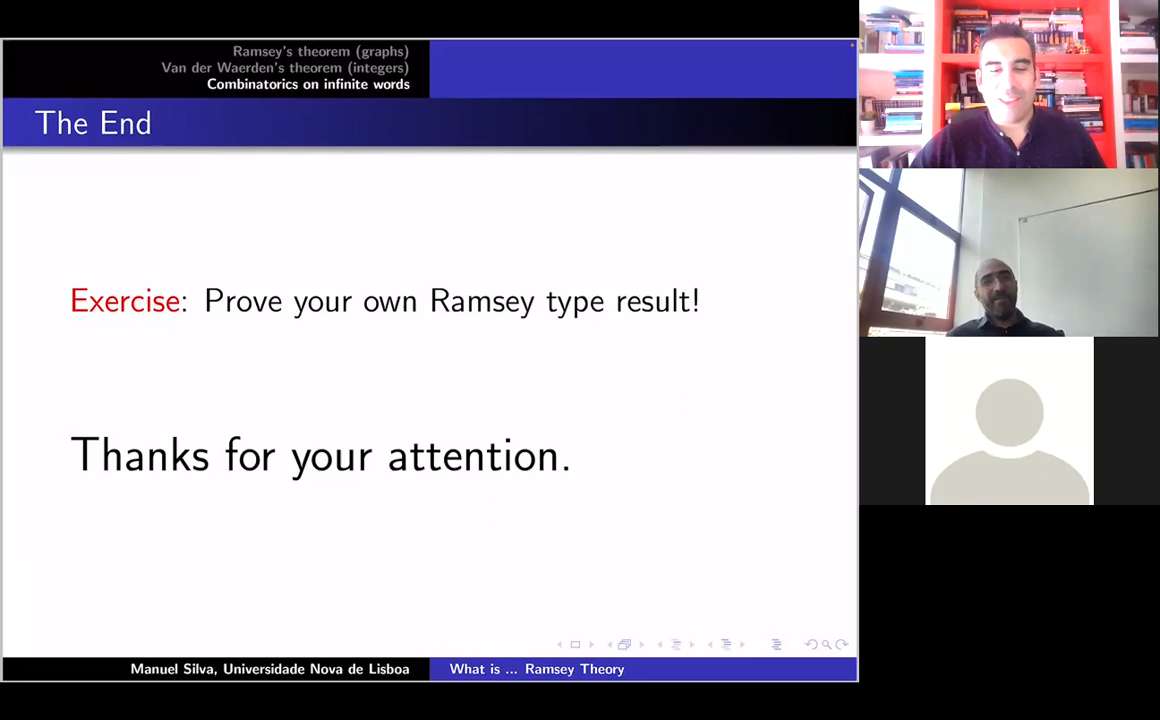 Ramsey's theorem (graphs)
Van der Waerden's theorem (integers)
Combinatorics on infinite words
The End
Exercise: Prove your own Ramsey type result!
Thanks for your attention.
Manuel Silva, Universidade Nova de Lisboa
What is ... Ramsey Theory